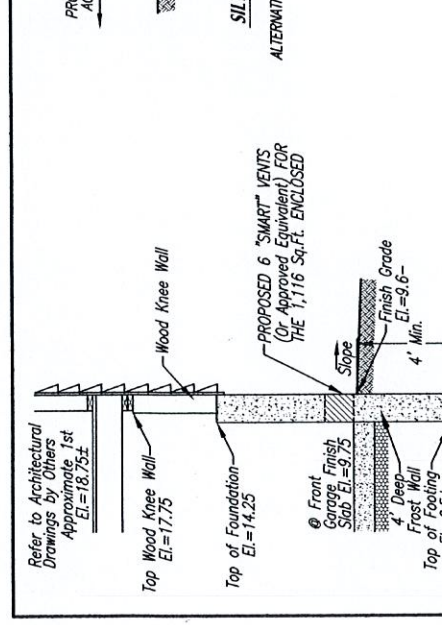 Refer to Architectural
Drawings by Others
Approximate 1st
El.=18.75±
Top Wood Knee Wall
El.=17.75
Wood Knee Wall
Top of Foundation
El.=14.25
PROPOSED 6 "SMART" VENTS
(Or Approved Equivalent) FOR
THE 1,116 Sq.Ft. ENCLOSED
@ Front
Garage Finish
Slab El.=9.75
Slope
Finish Grade
El.=9.6-
4' Min.
4' Deep
Frost Wall
Top of Footing
PRO
SIL
ALTERNATI